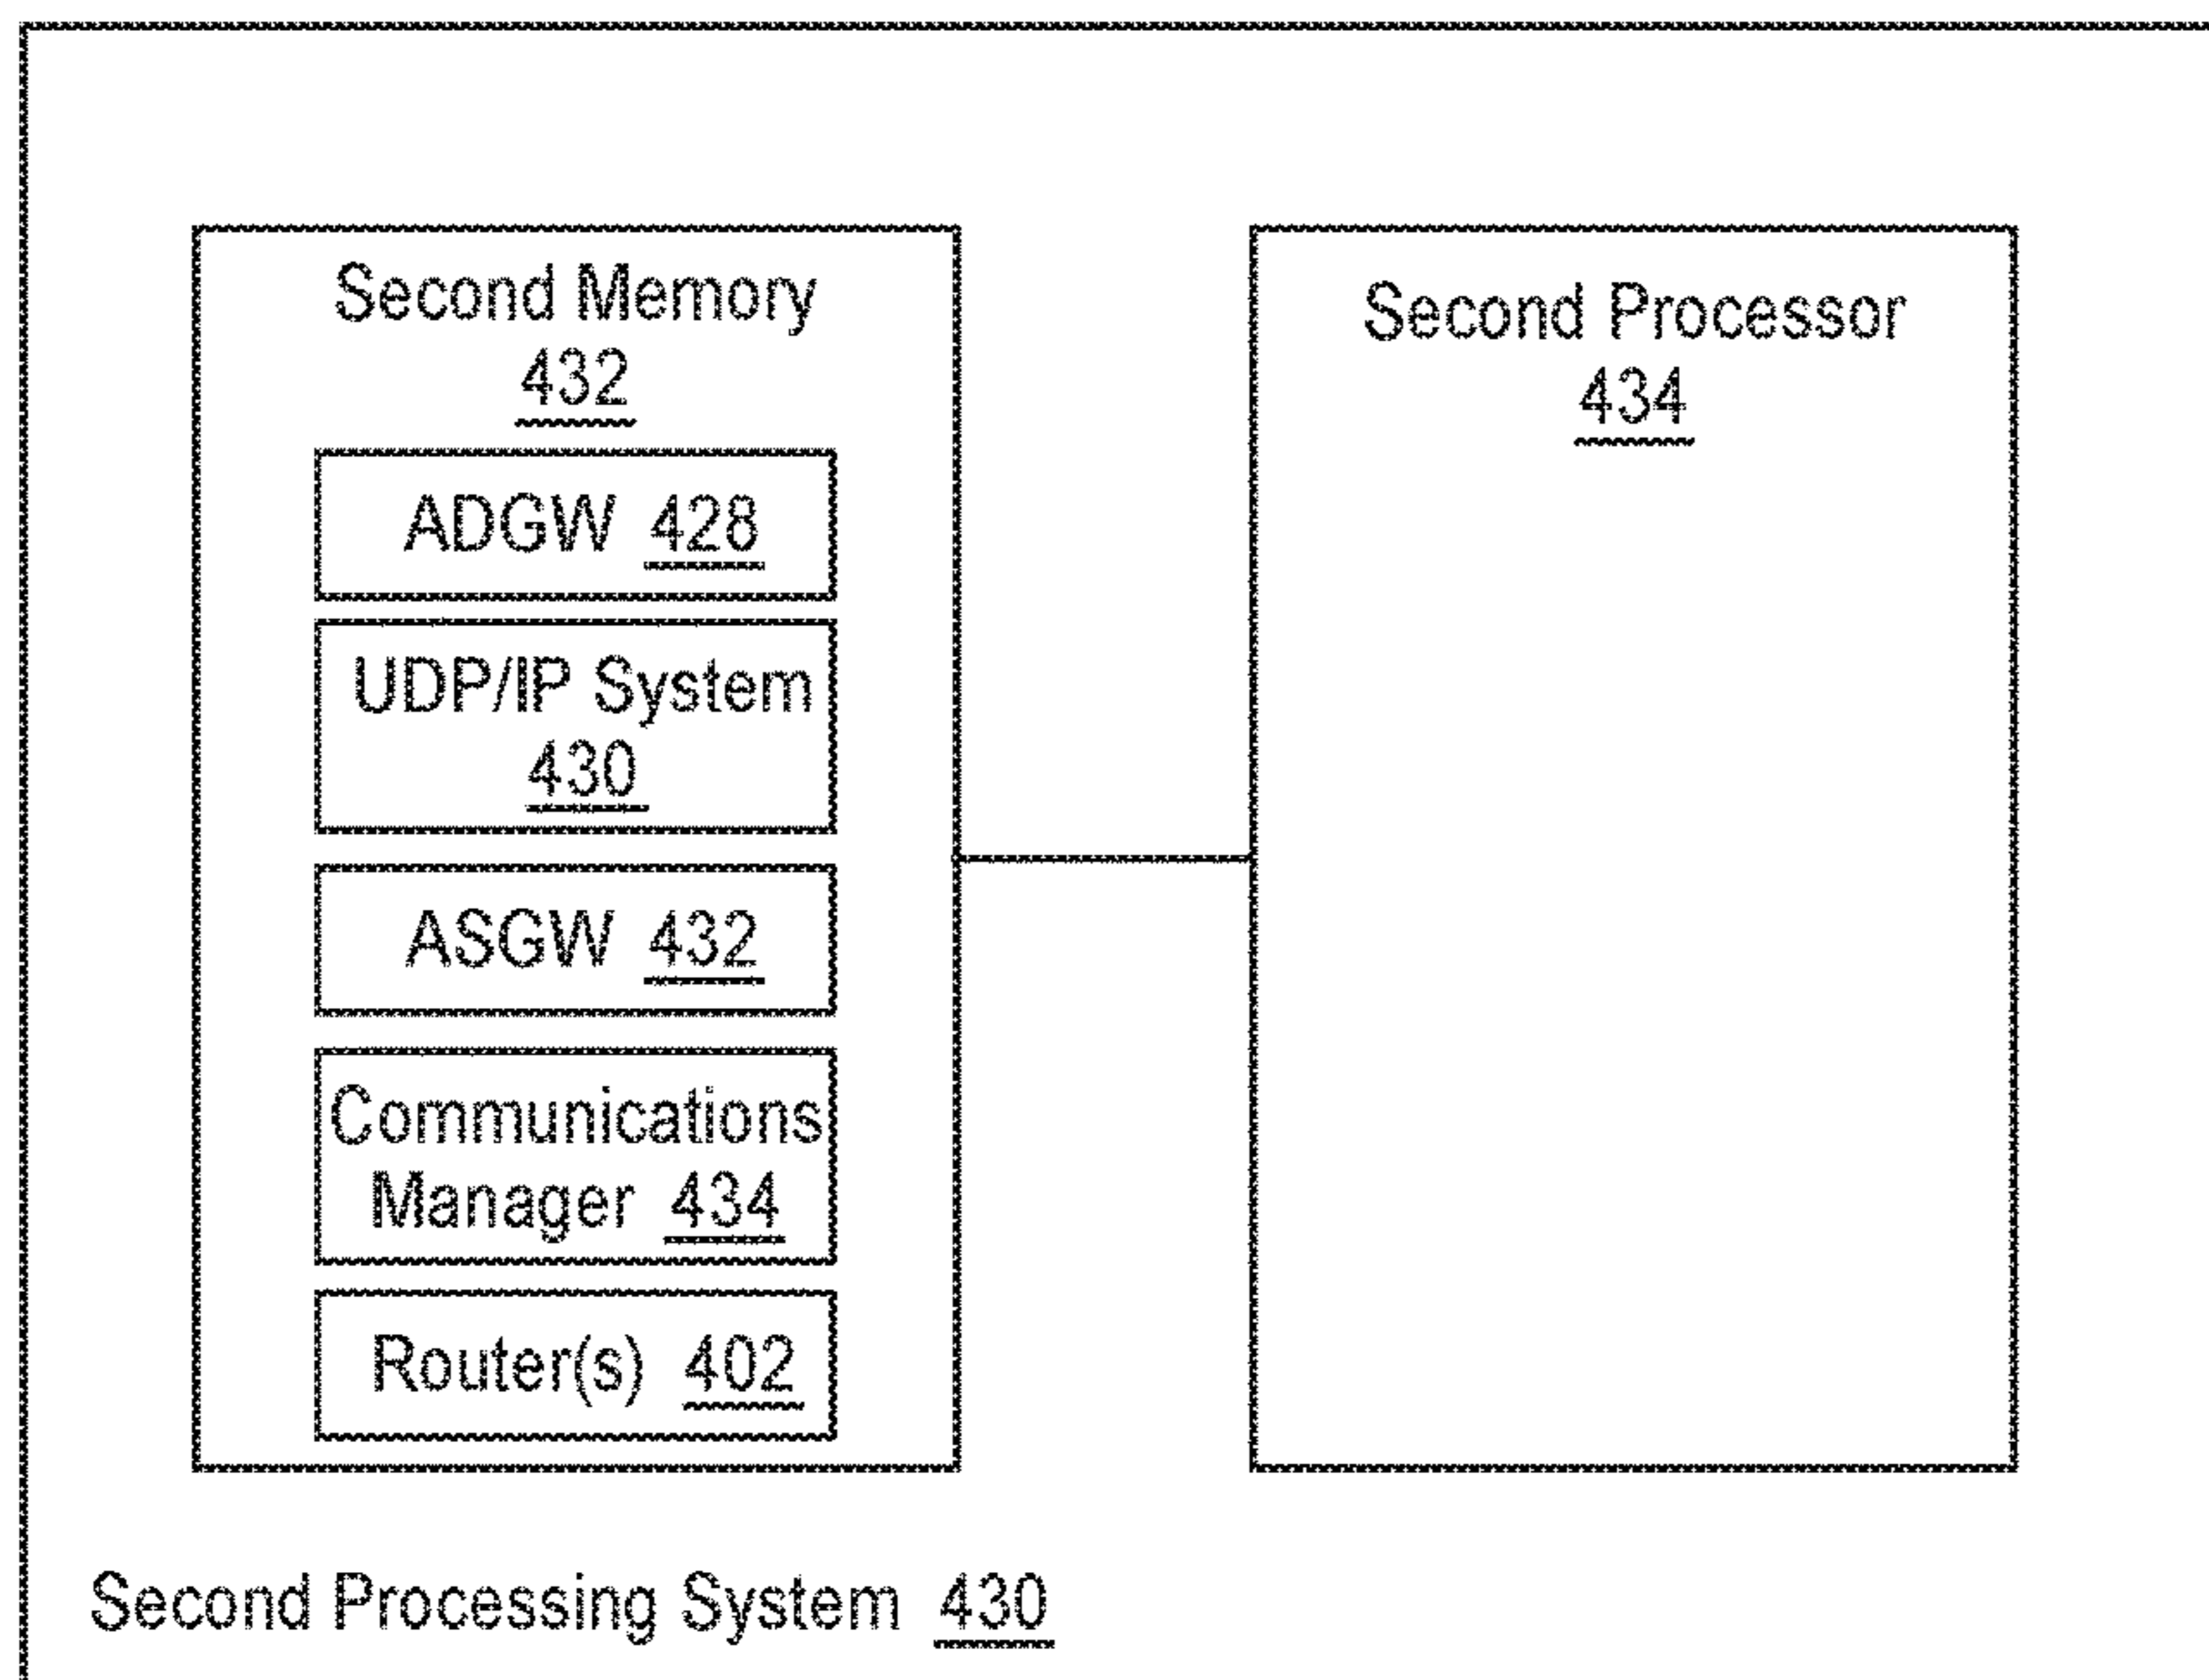 Second Memory
432
ADGW 428
UDP/IP System
430
ASGW 432
Communications
Manager 434
Router(s) 402
Second Processor
434
Second Processing System 430